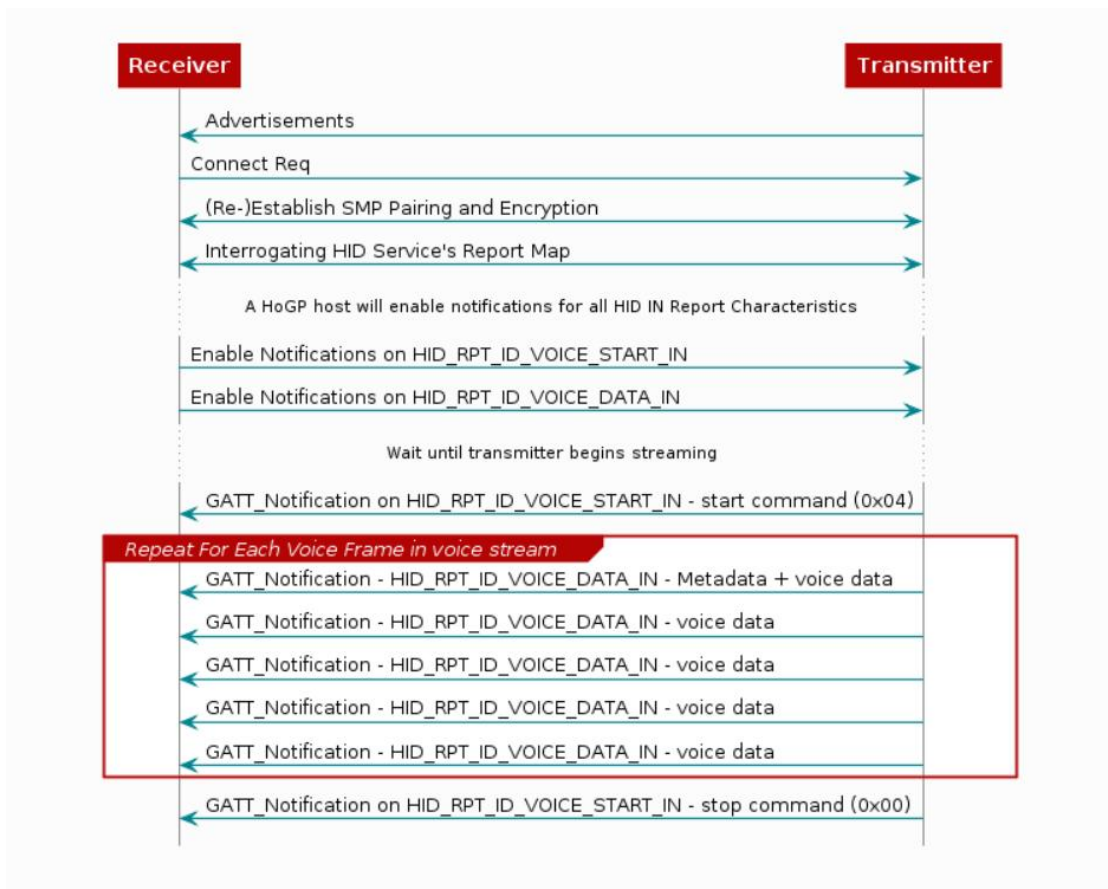 Receiver Transmitter
Advertisements
Connect Req
(Re-)Establish SMP Pairing and Encryption
Interrogating HID Service's Report Map
A HoGP host will enable notifications for all HID IN Report Characteristics
Enable Notifications on HID_RPT_ID_VOICE_START_IN
Enable Notifications on HID_RPT_ID_VOICE_DATA_IN
Wait until transmitter begins streaming
GATT_Notification on HID_RPT_ID_VOICE_START_IN - start command (0x04)
Repeat For Each Voice Frame in voice stream
GATT_Notification - HID_RPT_ID_VOICE_DATA_IN - Metadata + voice data
GATT_Notification - HID_RPT_ID_VOICE_DATA_IN - voice data
GATT_Notification - HID_RPT_ID_VOICE_DATA_IN - voice data
GATT_Notification - HID_RPT_ID_VOICE_DATA_IN - voice data
GATT_Notification - HID_RPT_ID_VOICE_DATA_IN - voice data
GATT_Notification on HID_RPT_ID_VOICE_START_IN - stop command (0x00)